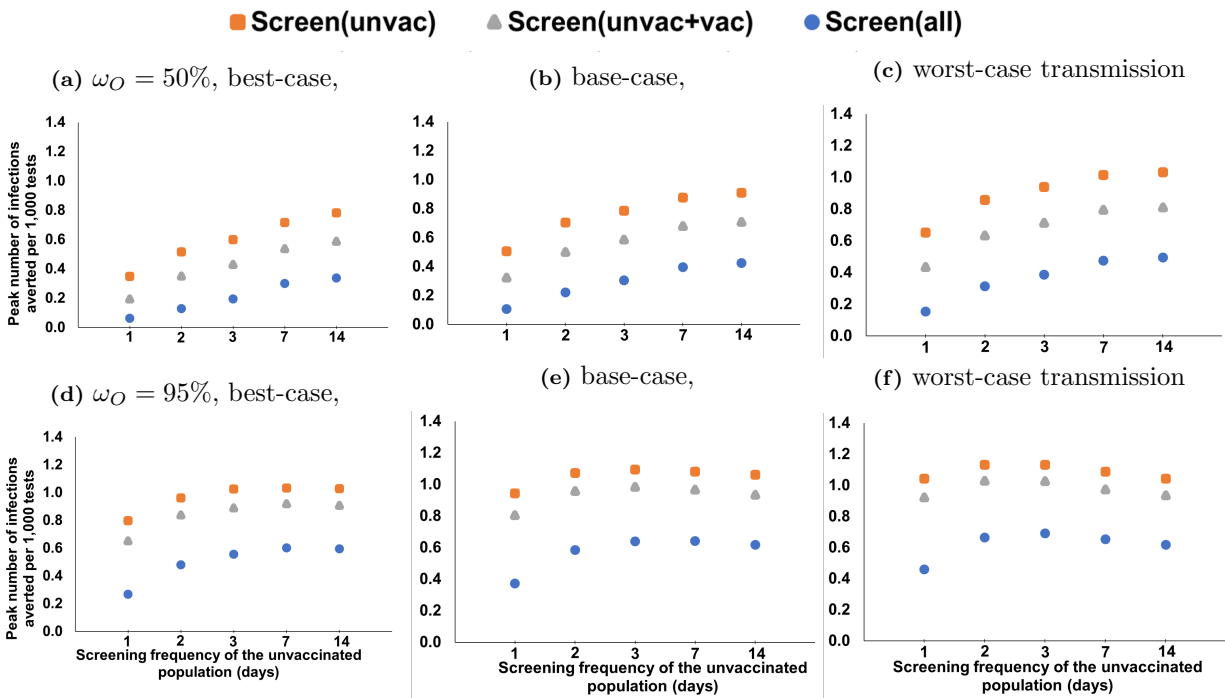 Screen(unvac) Screen(unvac+vac) Screen(all)
(a) ωO = 50%, best-case,
(b) base-case,
(c) worst-case transmission
Peak number of infections
averted per 1,000 tests
1.4
1.2
1.0
0.8
0.6
0.4
0.2
0.0
1 2 3 7 14
1.4
1.2
1.0
0.8
0.6
0.4
0.2
0.0
1 2 3 7 14
1.4
1.2
1.0
0.8
0.6
0.4
0.2
0.0
1 2 3 7 14
(d) ωO = 95%, best-case,
(e) base-case,
(f) worst-case transmission
Peak number of infections
averted per 1,000 tests
1.4
1.2
1.0
0.8
0.6
0.4
0.2
0.0
1 2 3 7 14
Screening frequency of the unvaccinated
population (days)
1.4
1.2
1.0
0.8
0.6
0.4
0.2
0.0
1 2 3 7 14
Screening frequency of the unvaccinated
population (days)
1.4
1.2
1.0
0.8
0.6
0.4
0.2
0.0
1 2 3 7 14
Screening frequency of the unvaccinated
population (days)